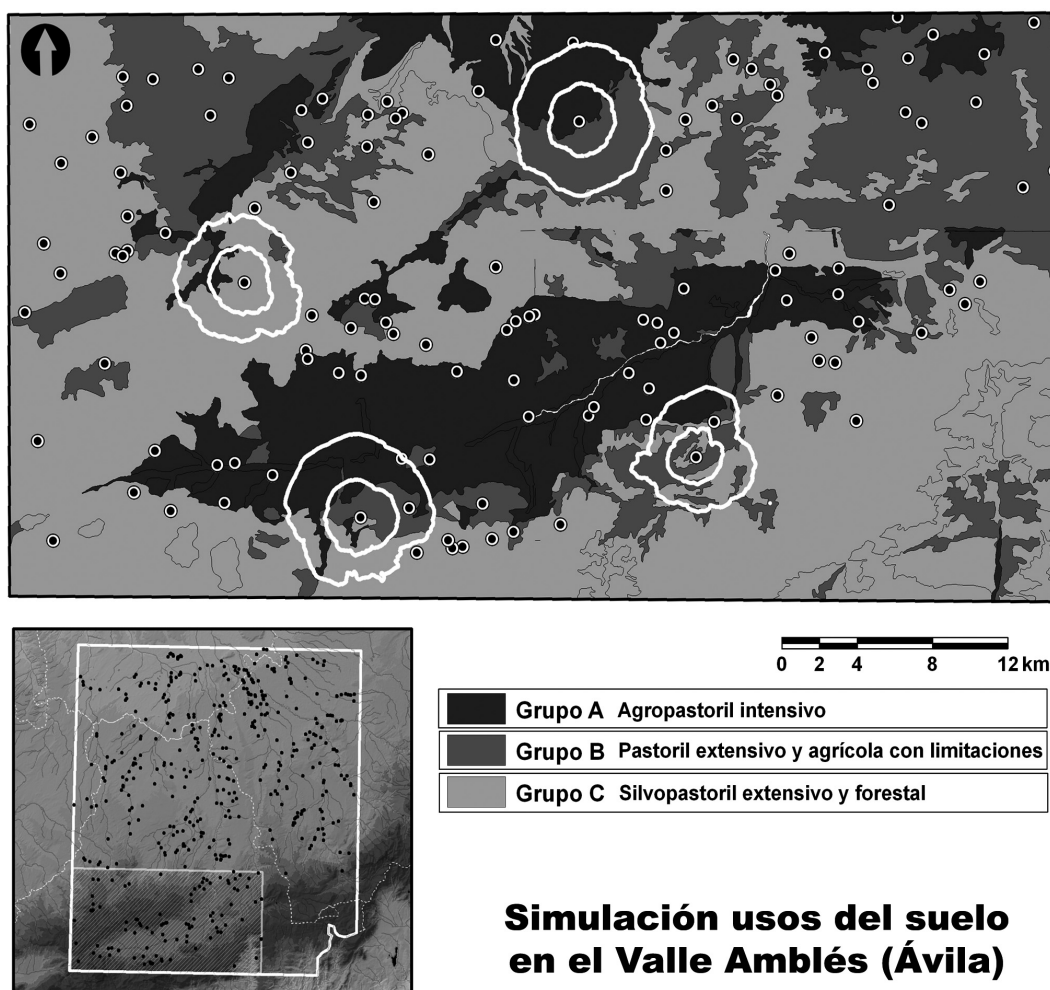 0 2 4 8 12 km
Grupo A Agropastoril intensivo
Grupo B Pastoril extensivo y agrícola con limitaciones
Grupo C Silvopastoril extensivo y forestal
Simulación usos del suelo
en el Valle Amblés (Ávila)